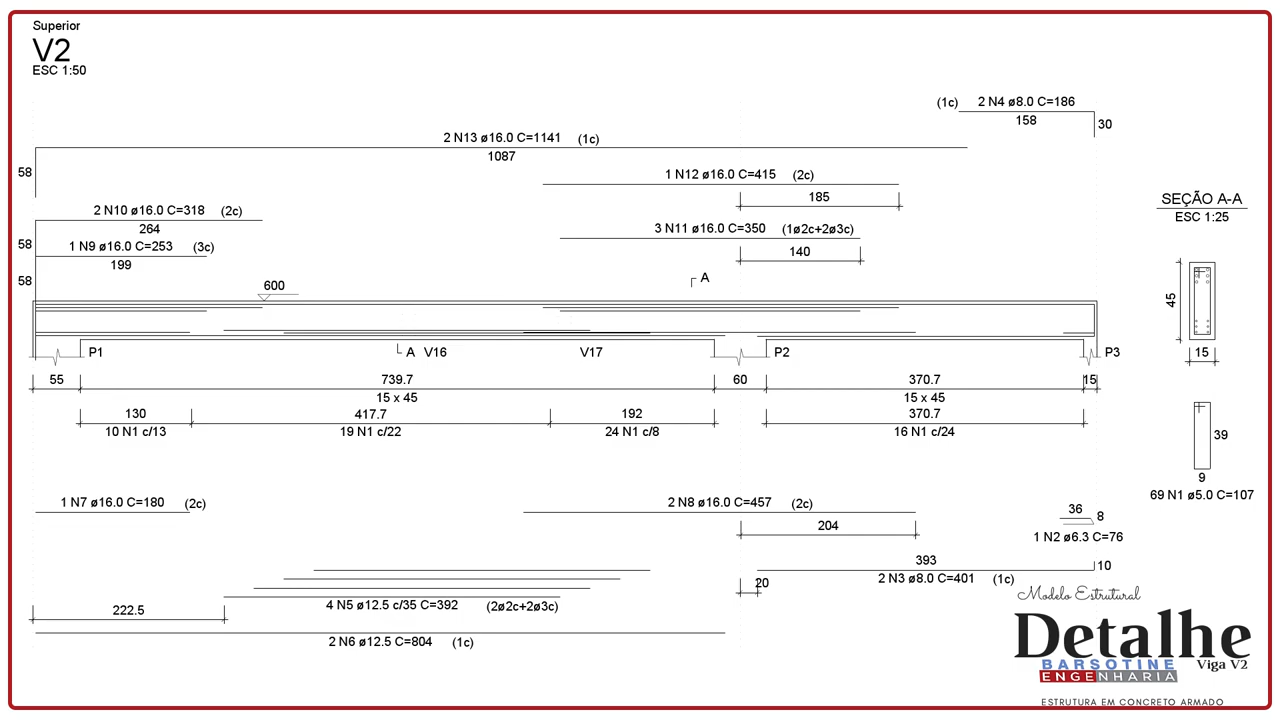 Superior
V2
ESC 1:50
(1c) 2 N4 ø8.0 C=186
158
30
2 N13 ø16.0 C=1141 (1c)
1087
58
1 N12 ø16.0 C=415 (2c)
185
SEÇÃO A-A
ESC 1:25
2 N10 ø16.0 C=318 (2c)
264
58
3 N11 ø16.0 C=350 (1ø2c+2ø3c)
140
1 N9 ø16.0 C=253 (3c)
199
58
A
600
45
15
P1
A
V16
V17
P2
P3
55
739.7
60
370.7
15
15 x 45
15 x 45
130
417.7
192
370.7
10 N1 c/13
19 N1 c/22
24 N1 c/8
16 N1 c/24
39
9
69 N1 ø5.0 C=107
1 N7 ø16.0 C=180 (2c)
2 N8 ø16.0 C=457 (2c)
204
36
8
1 N2 ø6.3 C=76
393
10
2 N3 ø8.0 C=401 (1c)
20
4 N5 ø12.5 c/35 C=392 (2ø2c+2ø3c)
222.5
2 N6 ø12.5 C=804 (1c)
Modelo Estrutural
Detalhe
Viga V2
BARSOTINE
ENGENHARIA
ESTRUTURA EM CONCRETO ARMADO